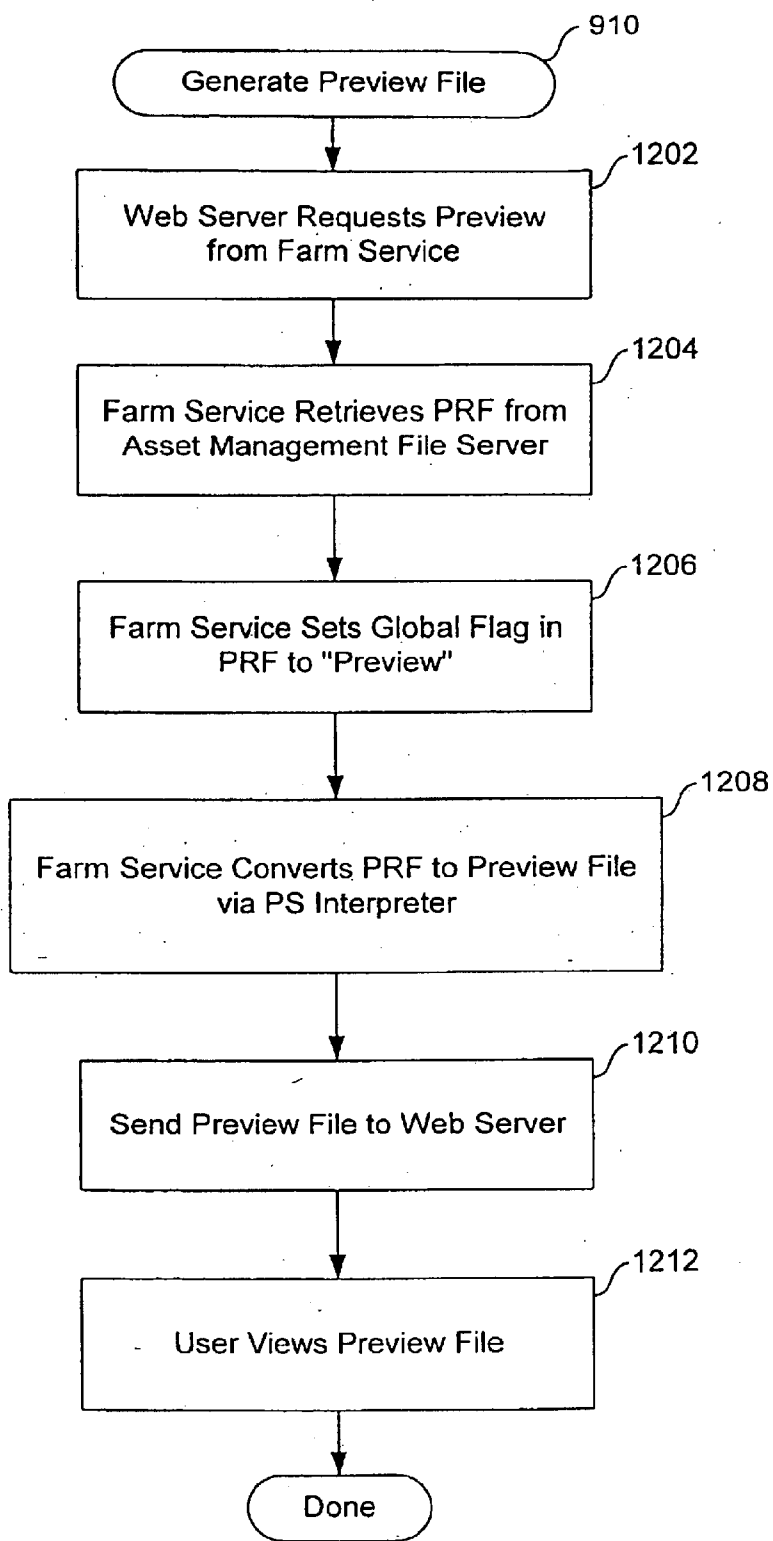 910
Generate Preview File
1202
Web Server Requests Preview
from Farm Service
1204
Farm Service Retrieves PRF from
Asset Management File Server
1206
Farm Service Sets Global Flag in
PRF to "Preview"
1208
Farm Service Converts PRF to Preview File
via PS Interpreter
1210
Send Preview File to Web Server
1212
User Views Preview File
Done